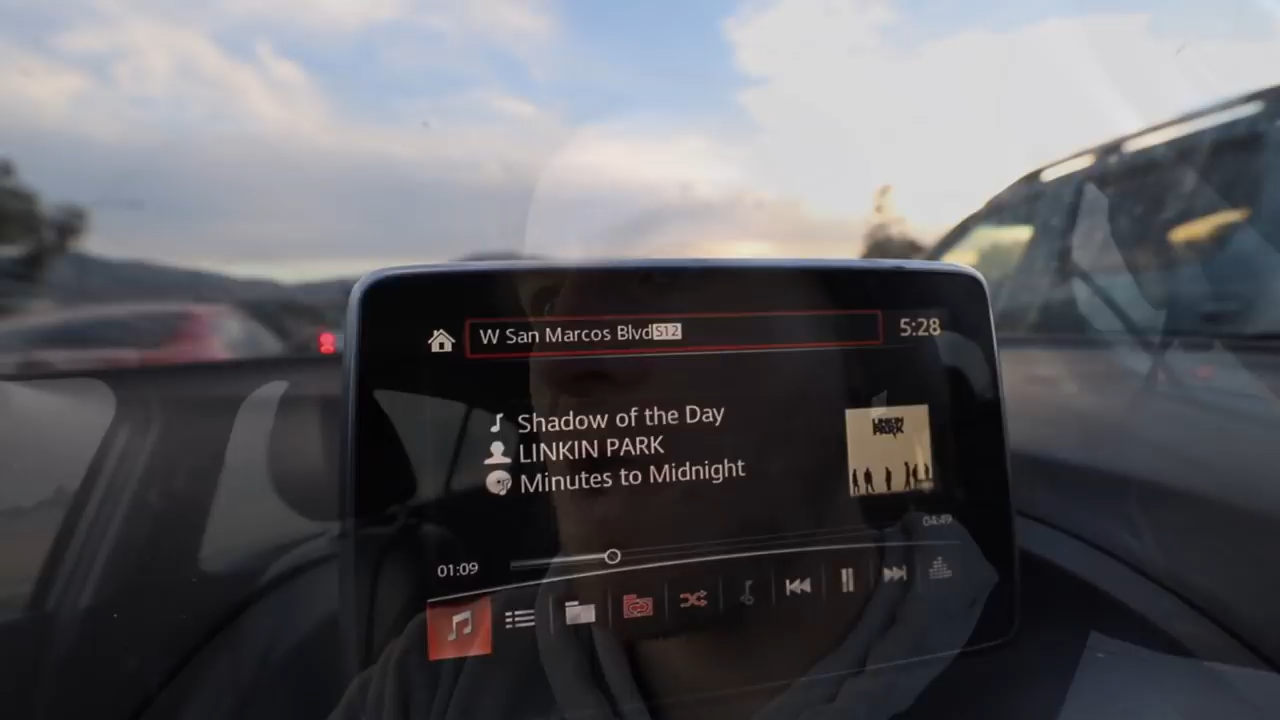 W San Marcos Blvd S12
5:28
Shadow of the Day
LINKIN PARK
Minutes to Midnight
LINKIN
PARK
04:49
01:09